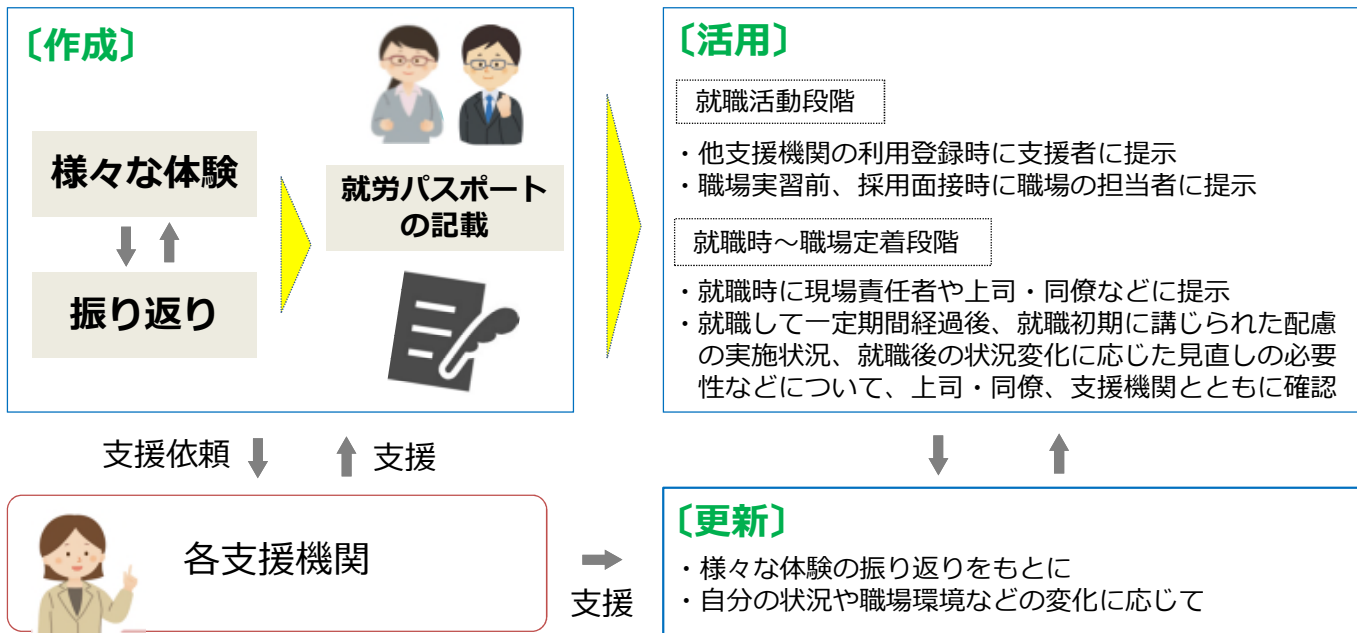 〔作成〕
様々な体験
振り返り
就労パスポート
の記載
〔活用〕
就職活動段階
・他支援機関の利用登録時に支援者に提示
・職場実習前、採用面接時に職場の担当者に提示
就職時～職場定着段階
・就職時に現場責任者や上司・同僚などに提示
・就職して一定期間経過後、就職初期に講じられた配慮
の実施状況、就職後の状況変化に応じた見直しの必要
性などについて、上司・同僚、支援機関とともに確認
支援依頼
支援
各支援機関
支援
〔更新〕
・様々な体験の振り返りをもとに
・自分の状況や職場環境などの変化に応じて